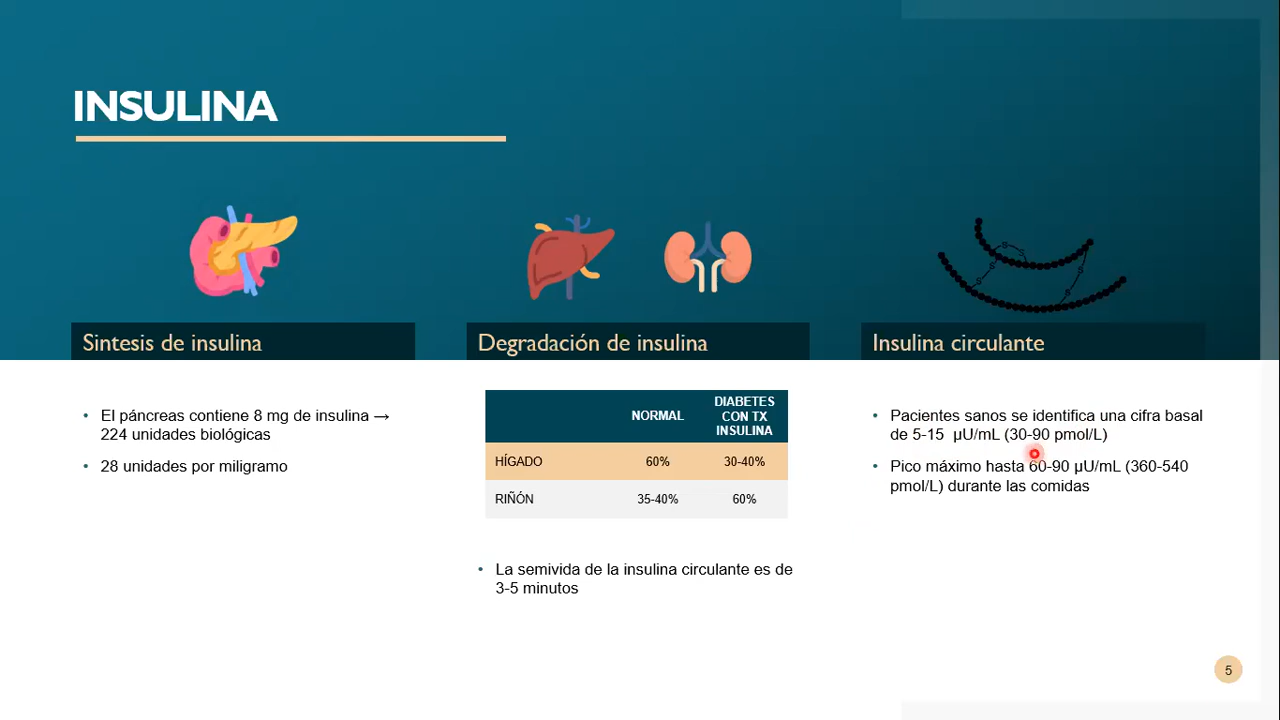 INSULINA
Sintesis de insulina
• El páncreas contiene 8 mg de insulina →
224 unidades biológicas
• 28 unidades por miligramo
Degradación de insulina
NORMAL
DIABETES
CON TX
INSULINA
HÍGADO 60% 30-40%
RIÑÓN 35-40% 60%
• La semivida de la insulina circulante es de
3-5 minutos
Insulina circulante
• Pacientes sanos se identifica una cifra basal
de 5-15 µU/mL (30-90 pmol/L)
• Pico máximo hasta 60-90 µU/mL (360-540
pmol/L) durante las comidas
5